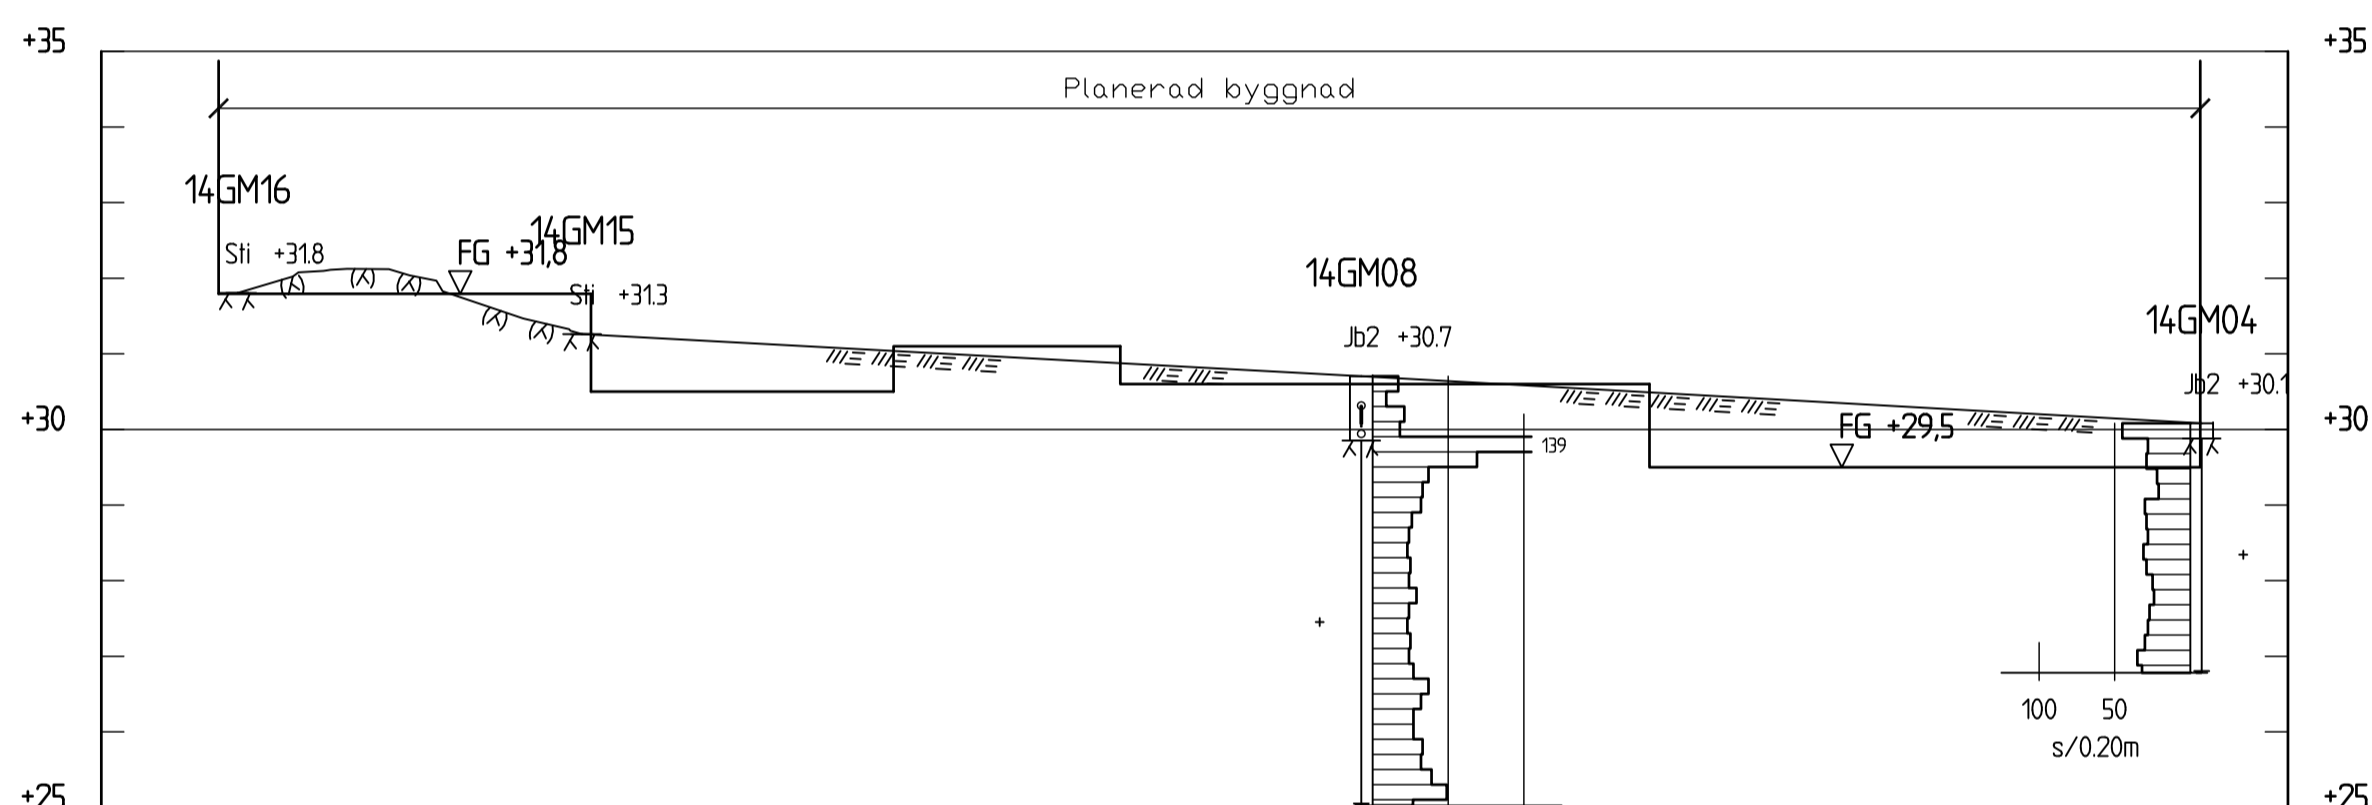 +35 +35
Planerad byggnad
14GM16
14GM15
Sti +31.8
FG +31,8
14GM08
Sti +31.3
14GM04
Jb2 +30.7
Jb2 +30.1
+30 +30
FG +29,5
139
100 50
s/0.20m
+25 +25